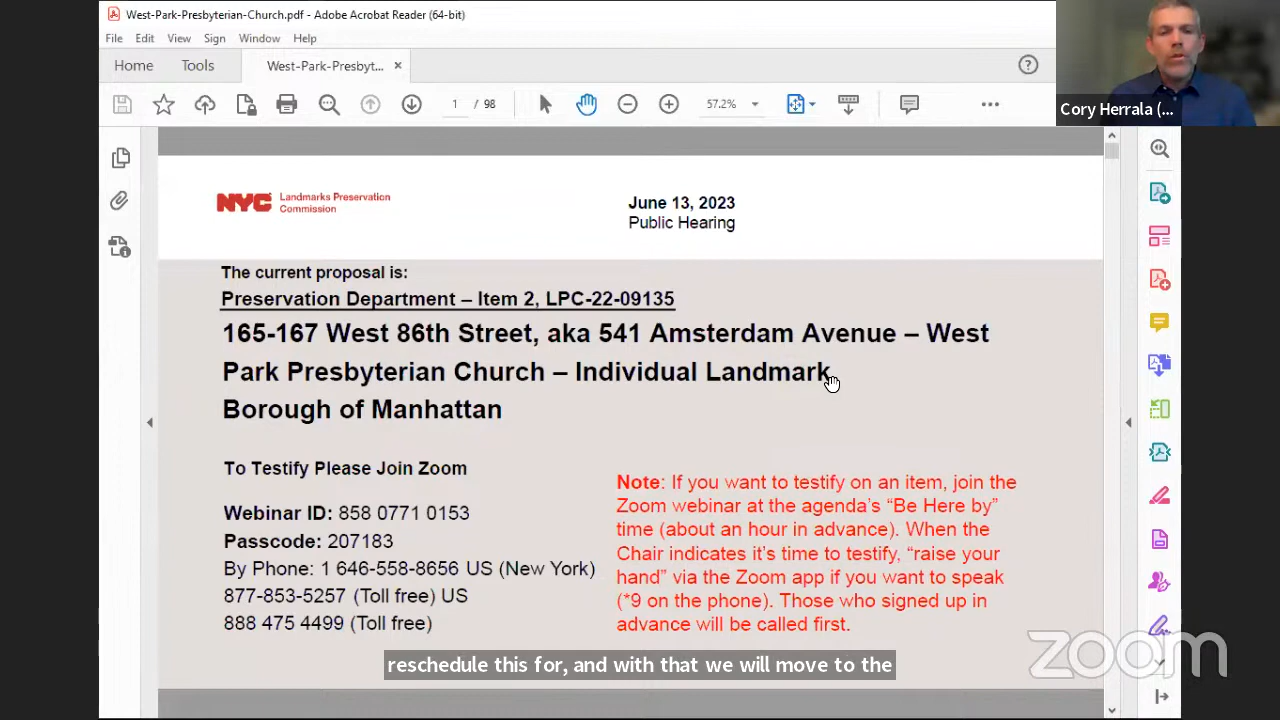 West-Park-Presbyterian-Church.pdf - Adobe Acrobat Reader (64-bit)
File Edit View Sign Window Help
Home Tools West-Park-Presbyt... ×
1 / 98 57.2%
Cory Herrala (...
NYC Landmarks Preservation
Commission
June 13, 2023
Public Hearing
The current proposal is:
Preservation Department – Item 2, LPC-22-09135
165-167 West 86th Street, aka 541 Amsterdam Avenue – West
Park Presbyterian Church – Individual Landmark
Borough of Manhattan
To Testify Please Join Zoom
Webinar ID: 858 0771 0153
Passcode: 207183
By Phone: 1 646-558-8656 US (New York)
877-853-5257 (Toll free) US
888 475 4499 (Toll free)
Note: If you want to testify on an item, join the
Zoom webinar at the agenda's “Be Here by”
time (about an hour in advance). When the
Chair indicates it's time to testify, “raise your
hand” via the Zoom app if you want to speak
(*9 on the phone). Those who signed up in
advance will be called first.
zoom
reschedule this for, and with that we will move to the